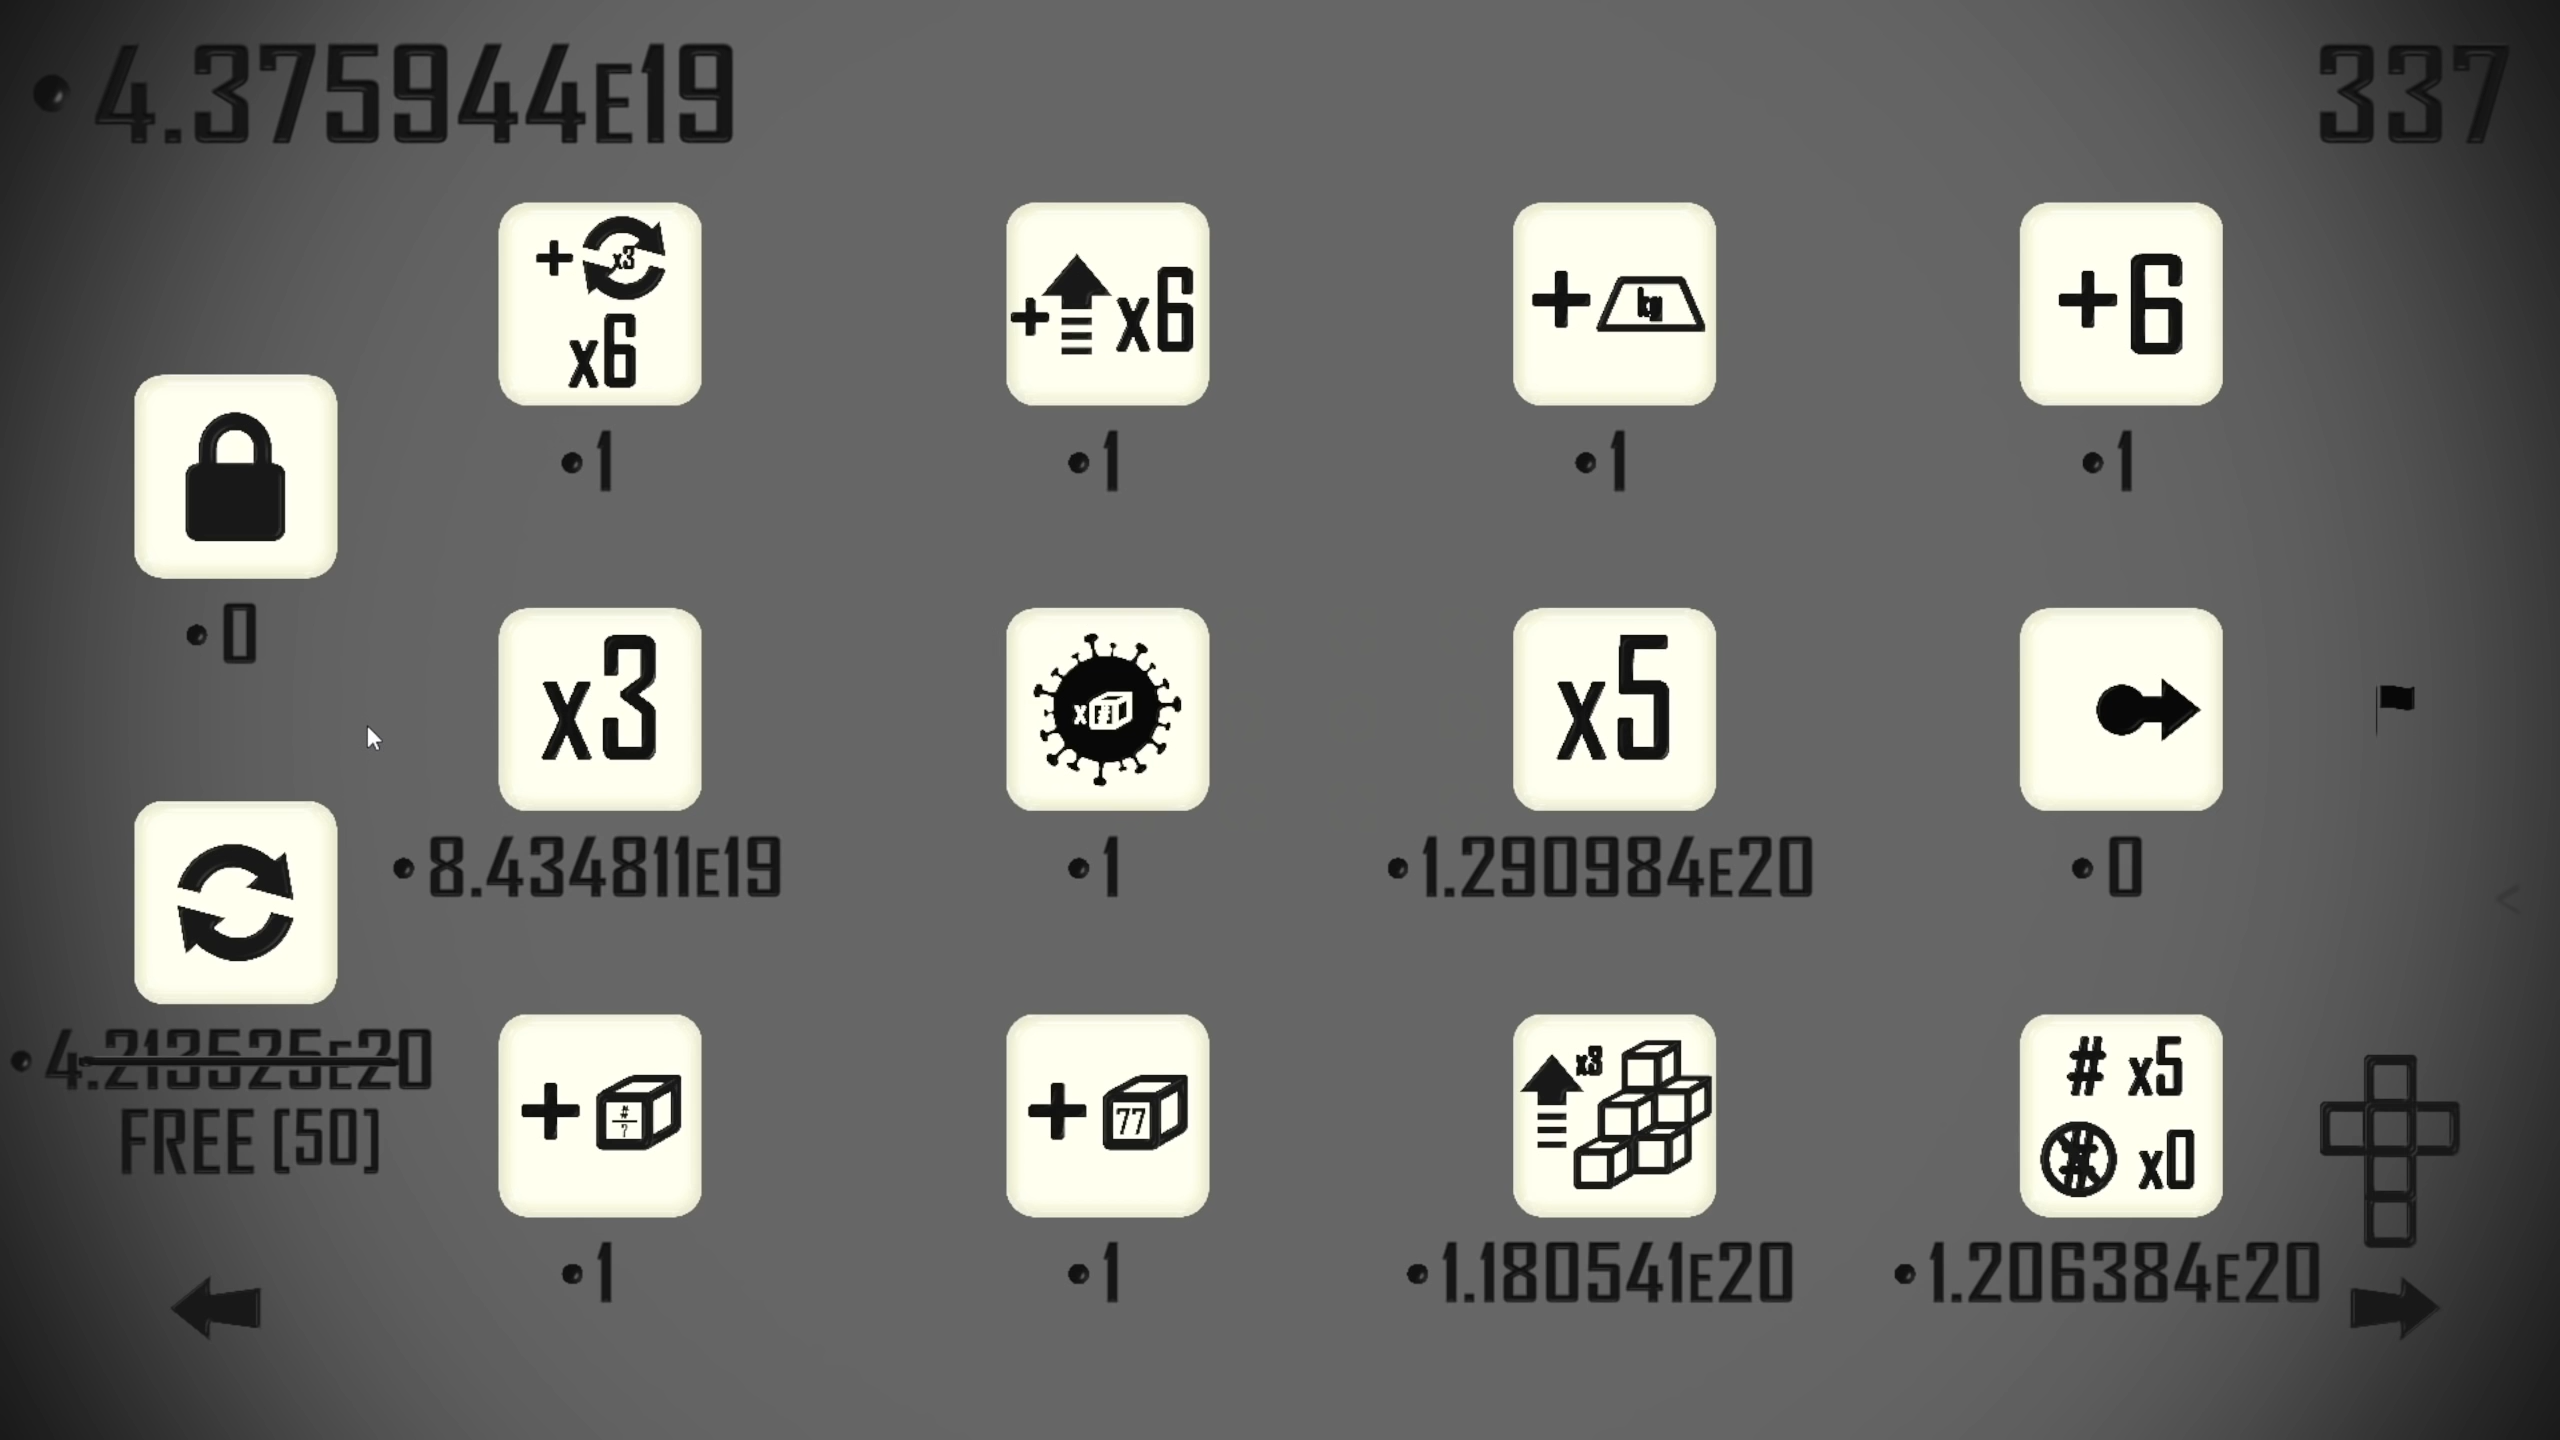 4.375944E19
337
+ x3 x6
+ x6
+ kg
+6
1
1
1
1
0
x3
x#
x5
8.434811E19
1
1.290984E20
0
<
4.213525E20
FREE [50]
+ #/?
+ 77
x3
# x5
# x0
1
1
1.180541E20
1.206384E20